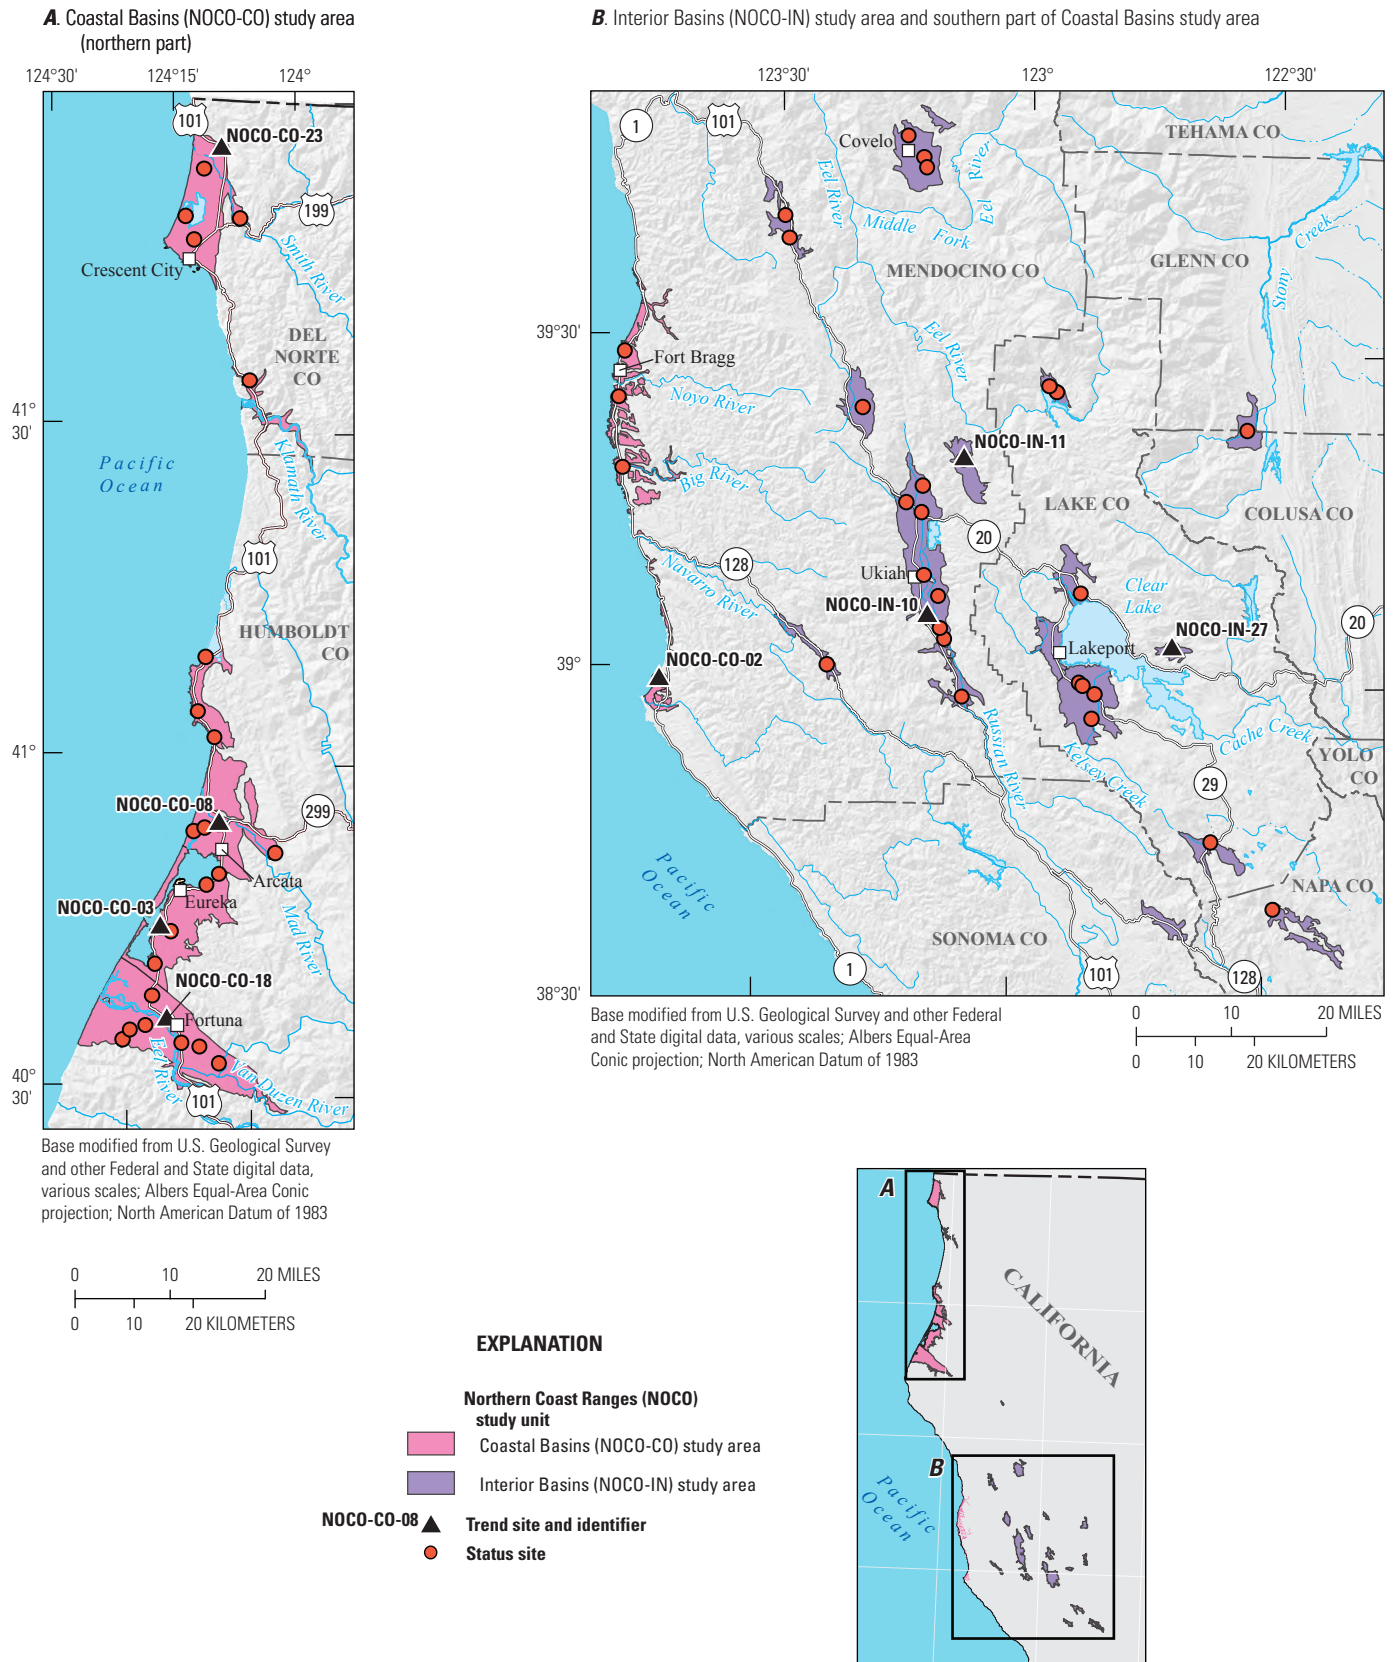 A. Coastal Basins (NOCO-CO) study area
(northern part)
124°30'
124°15'
124°
101
NOCO-CO-23
199
Smith River
Crescent City
DEL
NORTE
CO
41°
30'
Pacific
Ocean
Klamath River
101
HUMBOLDT
CO
41°
NOCO-CO-08
299
Arcata
Eureka
NOCO-CO-03
Mad River
NOCO-CO-18
Fortuna
Eel River
Van Duzen River
40°
30'
101
Base modified from U.S. Geological Survey
and other Federal and State digital data,
various scales; Albers Equal-Area Conic
projection; North American Datum of 1983
0 10 20 MILES
0 10 20 KILOMETERS
B. Interior Basins (NOCO-IN) study area and southern part of Coastal Basins study area
123°30'
123°
122°30'
1
101
Covelo
TEHAMA CO
Eel River
Eel River
Middle Fork
MENDOCINO CO
GLENN CO
Stony Creek
39°30'
Eel River
Fort Bragg
Noyo River
NOCO-IN-11
Big River
LAKE CO
COLUSA CO
20
128
Ukiah
Clear
Lake
Navarro River
NOCO-IN-10
NOCO-IN-27
20
39°
NOCO-CO-02
Lakeport
Russian River
Cache Creek
YOLO
CO
Kelsey Creek
29
Pacific
Ocean
NAPA CO
SONOMA CO
1
101
128
38°30'
Base modified from U.S. Geological Survey and other Federal
and State digital data, various scales; Albers Equal-Area
Conic projection; North American Datum of 1983
0 10 20 MILES
0 10 20 KILOMETERS
EXPLANATION
Northern Coast Ranges (NOCO)
study unit
Coastal Basins (NOCO-CO) study area
Interior Basins (NOCO-IN) study area
NOCO-CO-08 Trend site and identifier
Status site
A
CALIFORNIA
B
Pacific
Ocean